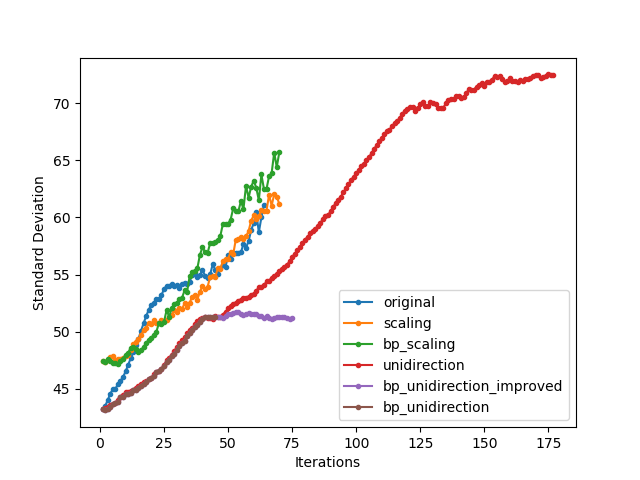 70
65
60
55
50
45
Standard Deviation
0
25
50
75
100
125
150
175
Iterations
original
scaling
bp_scaling
unidirection
bp_unidirection_improved
bp_unidirection